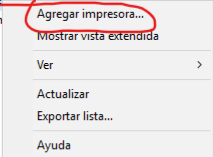 Agregar impresora...
Mostrar vista extendida
Ver
Actualizar
Exportar lista...
Ayuda